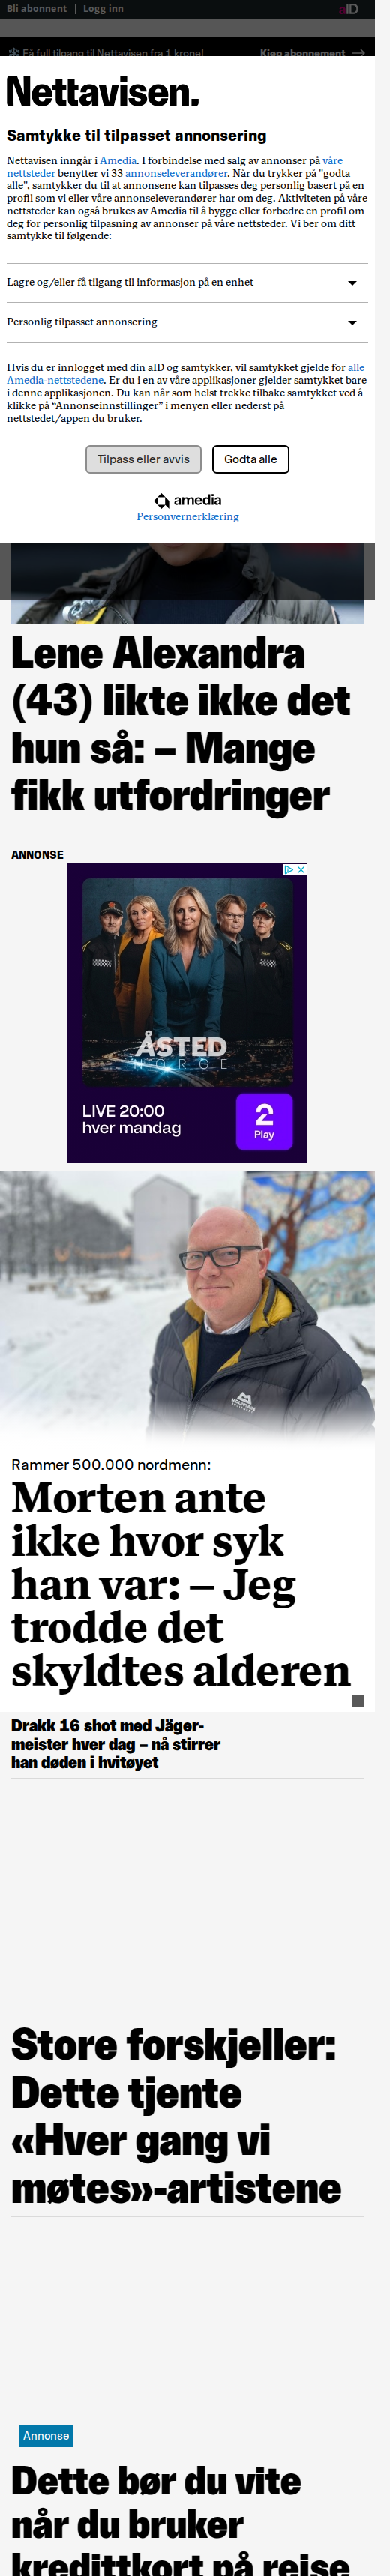 Bli abonnent | Logg inn
aID
Få full tilgang til Nettavisen fra 1 krone!
Kjøp abonnement
Nettavisen.
Samtykke til tilpasset annonsering
Nettavisen inngår i Amedia. I forbindelse med salg av annonser på våre
nettsteder benytter vi 33 annonseleverandører. Når du trykker på "godta
alle", samtykker du til at annonsene kan tilpasses deg personlig basert på en
profil som vi eller våre annonseleverandører har om deg. Aktiviteten på våre
nettsteder kan også brukes av Amedia til å bygge eller forbedre en profil om
deg for personlig tilpasning av annonser på våre nettsteder. Vi ber om ditt
samtykke til følgende:
Lagre og/eller få tilgang til informasjon på en enhet
Personlig tilpasset annonsering
Hvis du er innlogget med din aID og samtykker, vil samtykket gjelde for alle
Amedia-nettstedene. Er du i en av våre applikasjoner gjelder samtykket bare
i denne applikasjonen. Du kan når som helst trekke tilbake samtykket ved å
klikke på “Annonseinnstillinger” i menyen eller nederst på
nettstedet/appen du bruker.
Tilpass eller avvis
Godta alle
amedia
Personvernerklæring
Lene Alexandra
(43) likte ikke det
hun så: – Mange
fikk utfordringer
ANNONSE
ÅSTED
NORGE
LIVE 20:00
hver mandag
2
Play
Rammer 500.000 nordmenn:
Morten ante
ikke hvor syk
han var: – Jeg
trodde det
skyldtes alderen
Drakk 16 shot med Jäger-
meister hver dag – nå stirrer
han døden i hvitøyet
Store forskjeller:
Dette tjente
«Hver gang vi
møtes»-artistene
Annonse
Dette bør du vite
når du bruker
kredittkort på reise